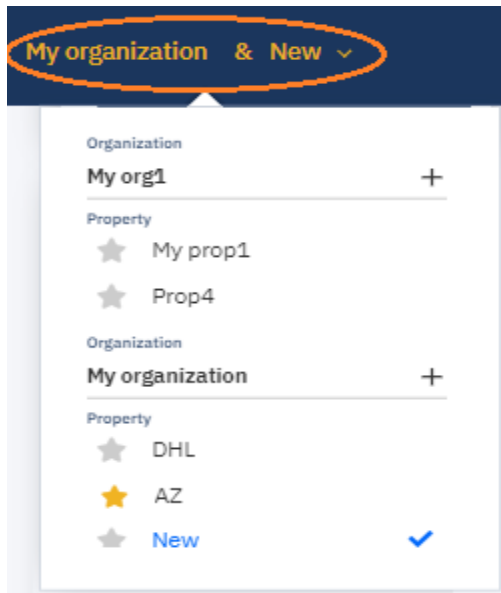 My organization & New
Organization
My org1
Property
My prop1
Prop4
Organization
My organization
Property
DHL
AZ
New